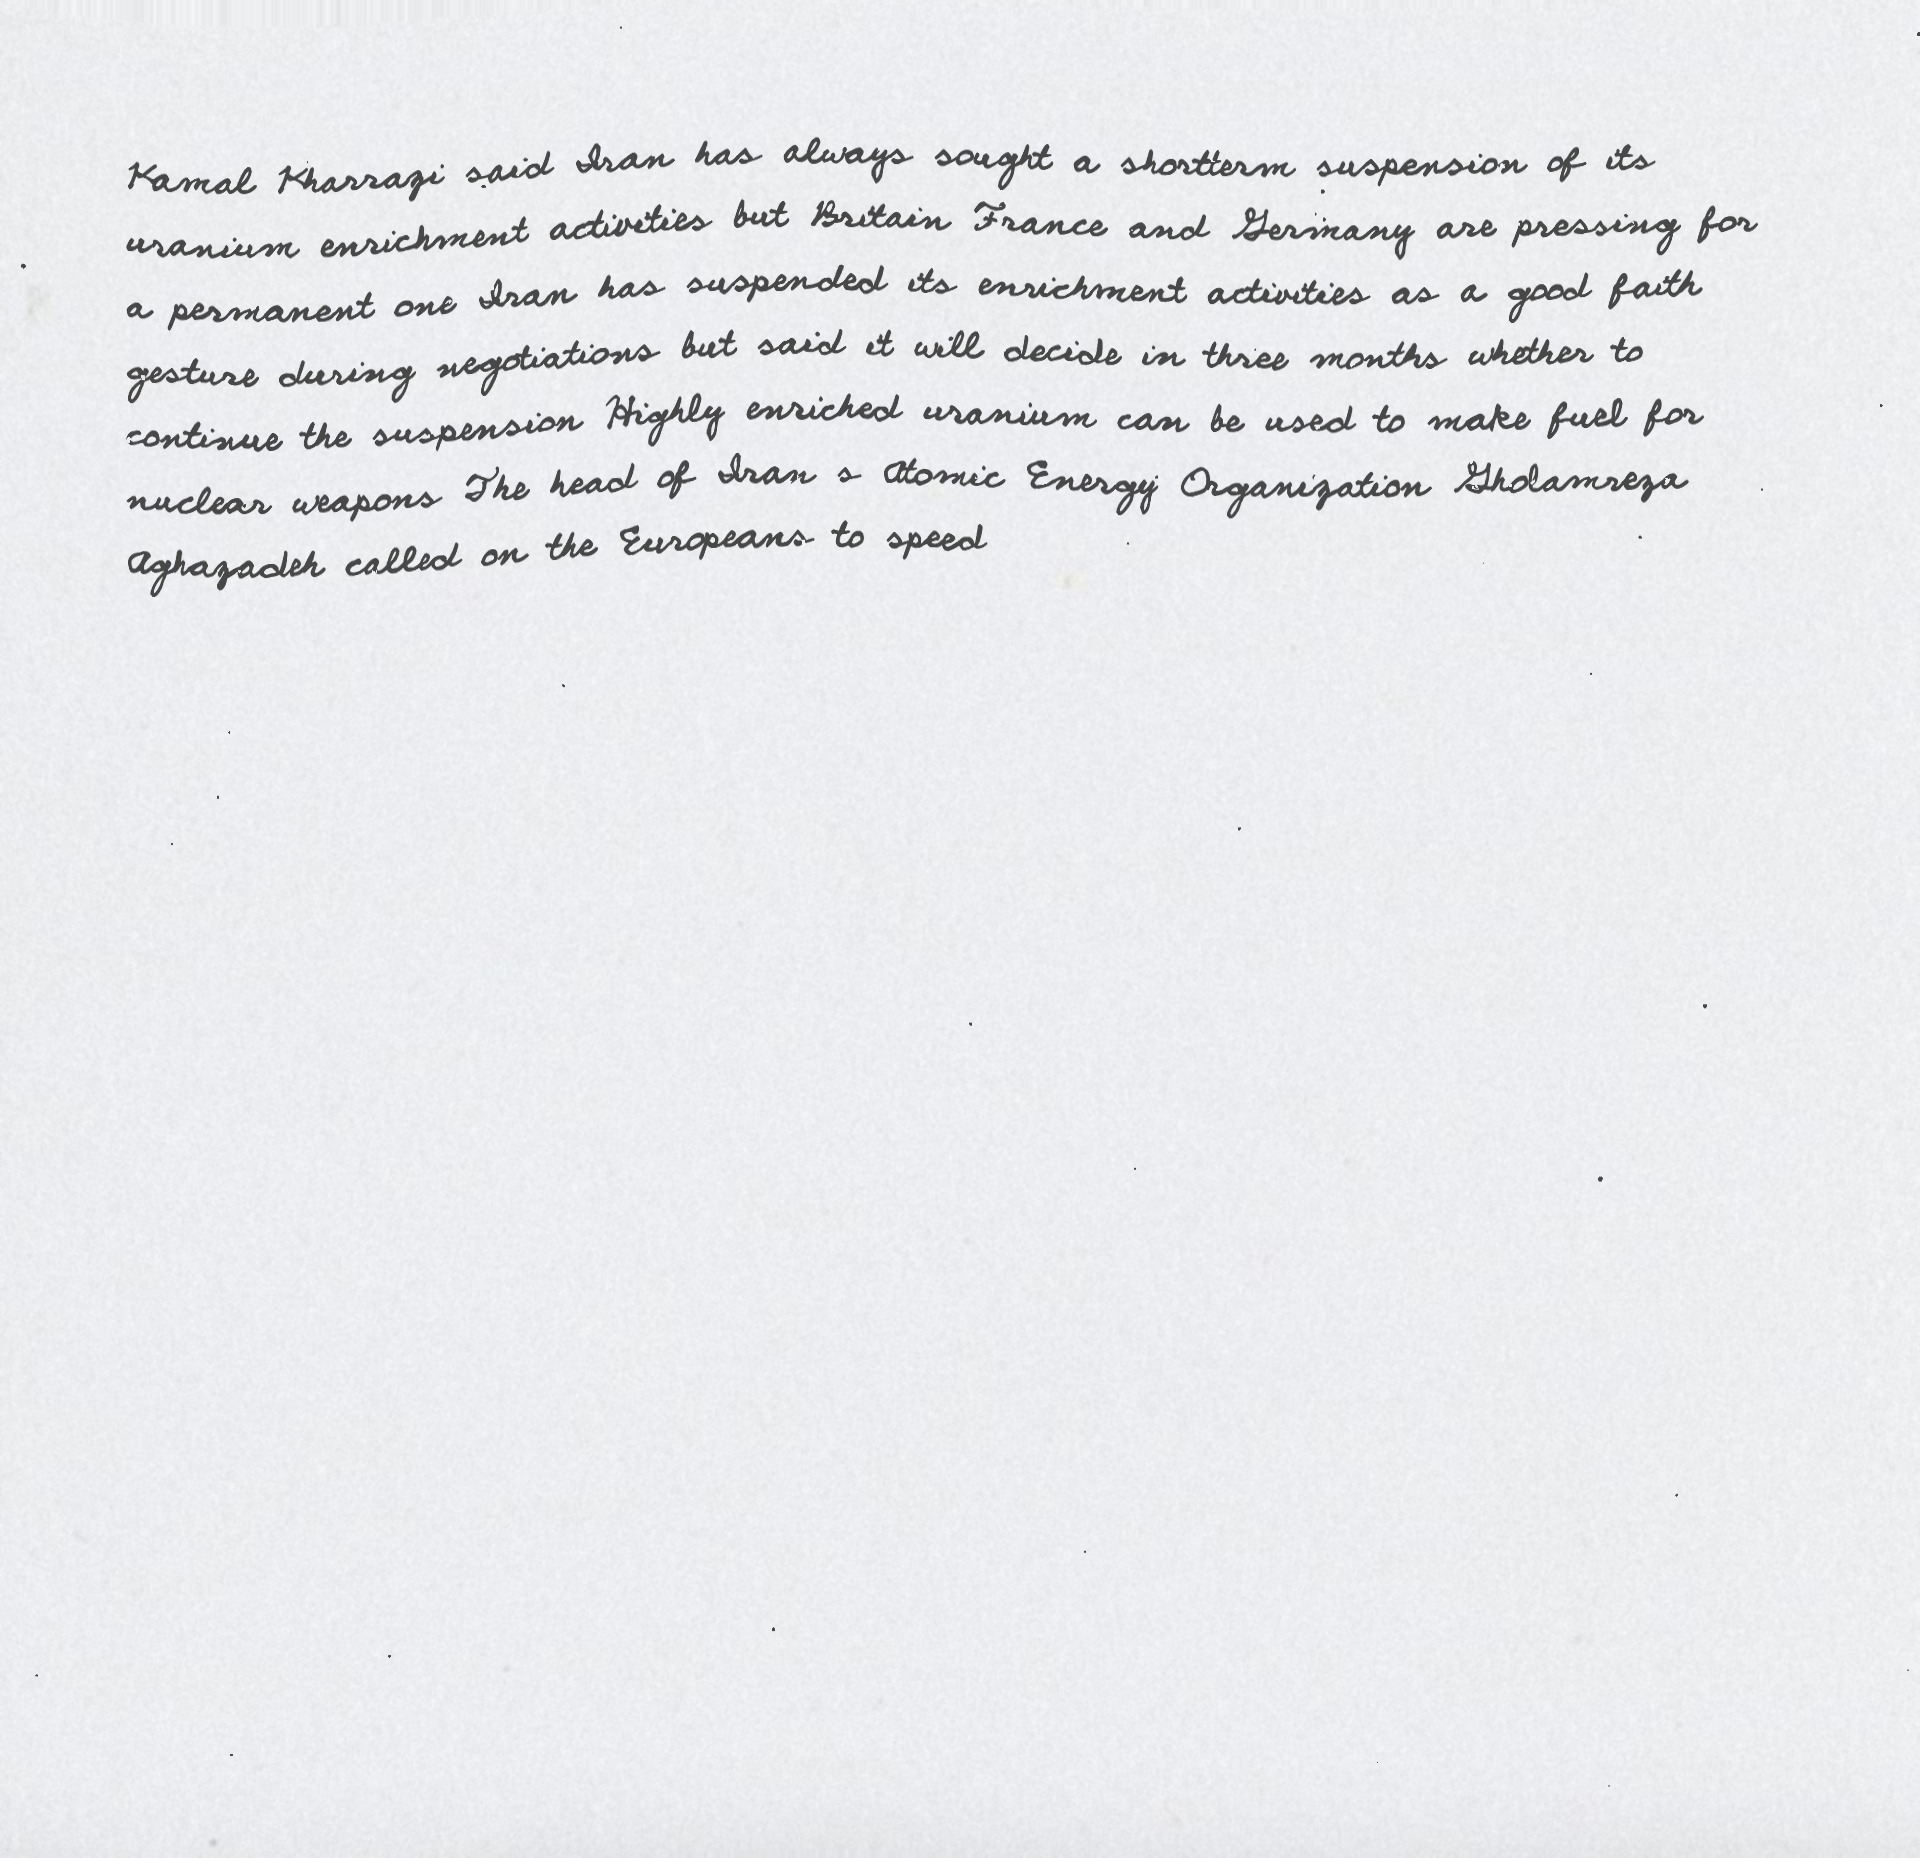 Kamal Kharrazi said Iran has always sought a shortterm suspension of its
uranium enrichment activities but Britain France and Germany are pressing for
a permanent one Iran has suspended its enrichment activities as a good faith
gesture during negotiations but said it will decide in three months whether to
continue the suspension Highly enriched uranium can be used to make fuel for
nuclear weapons The head of Iran s Atomic Energy Organization Gholamreza
Aghazadeh called on the Europeans to speed